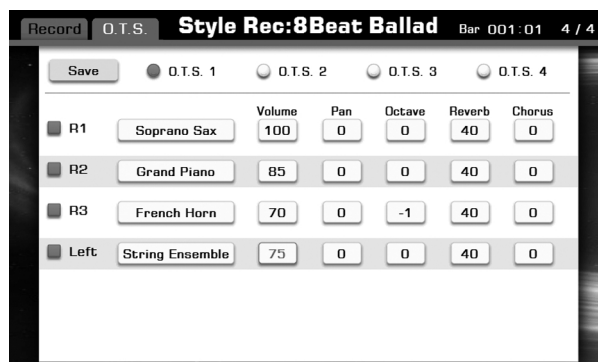 Record O.T.S. Style Rec:8Beat Ballad Bar 001:01 4/4
Save O.T.S. 1 O.T.S. 2 O.T.S. 3 O.T.S. 4
Volume Pan Octave Reverb Chorus
R1 Soprano Sax 100 0 0 40 0
R2 Grand Piano 85 0 0 40 0
R3 French Horn 70 0 -1 40 0
Left String Ensemble 75 0 0 40 0